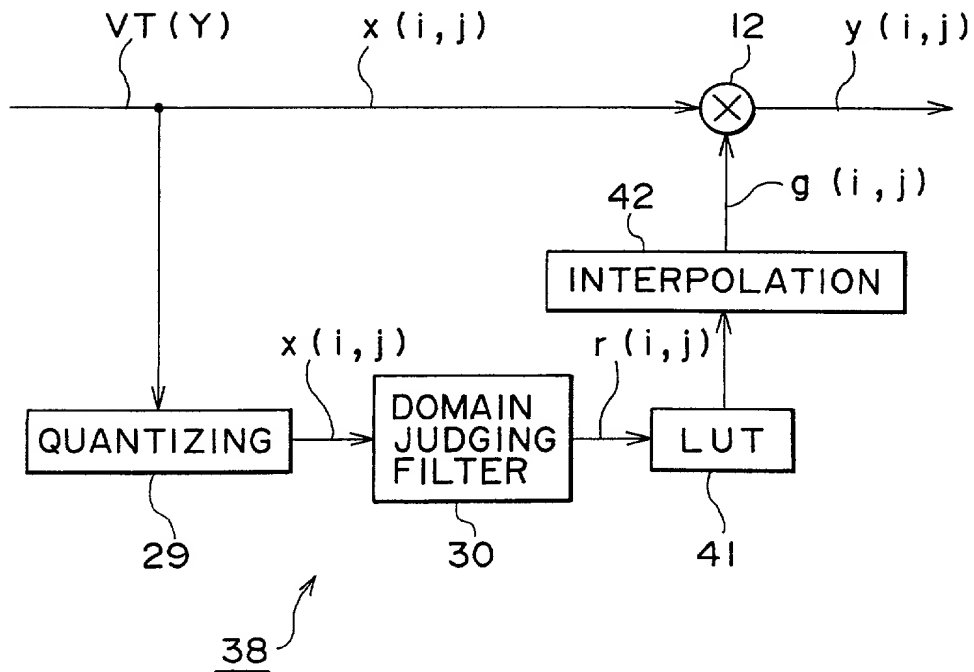 VT(Y)
x(i,j)
12
y(i,j)
g(i,j)
42
INTERPOLATION
x(i,j)
r(i,j)
QUANTIZING
DOMAIN
JUDGING
FILTER
LUT
29
30
41
38